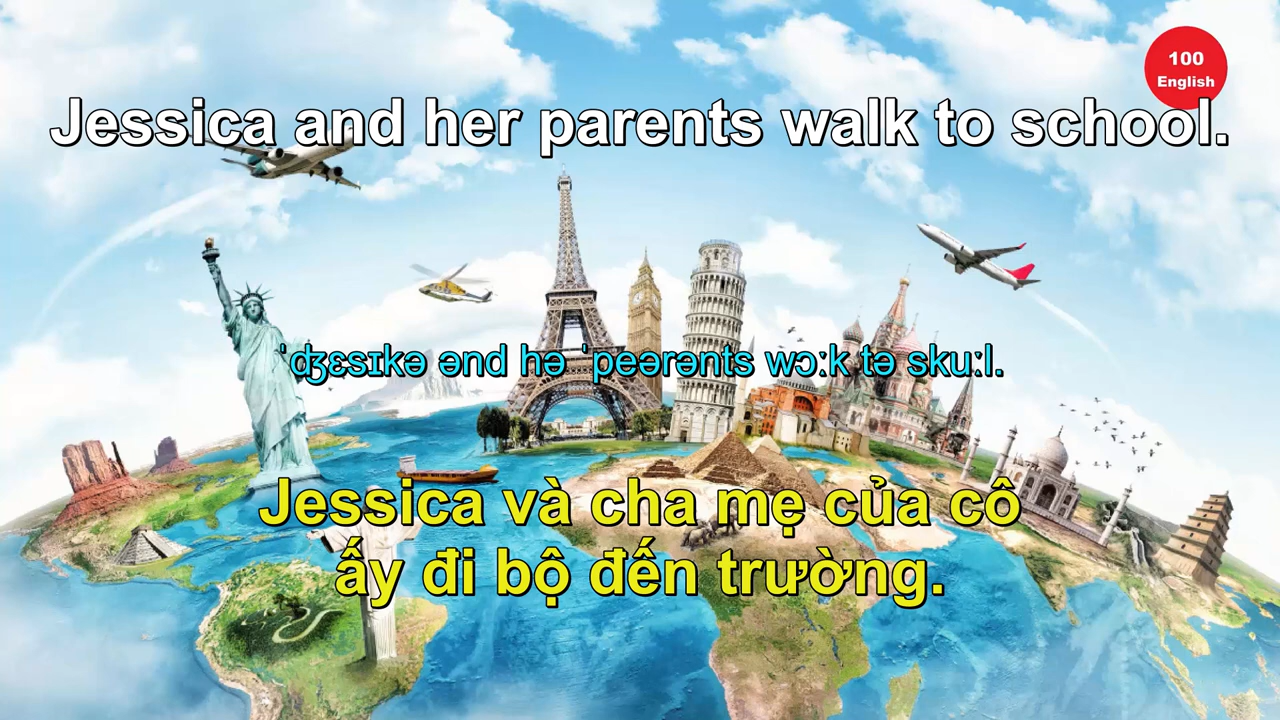 100
English
Jessica and her parents walk to school.
ˈʤɛsɪkə ənd hə ˈpeərənts wɔːk tə skuːl.
Jessica và cha mẹ của cô
ấy đi bộ đến trường.